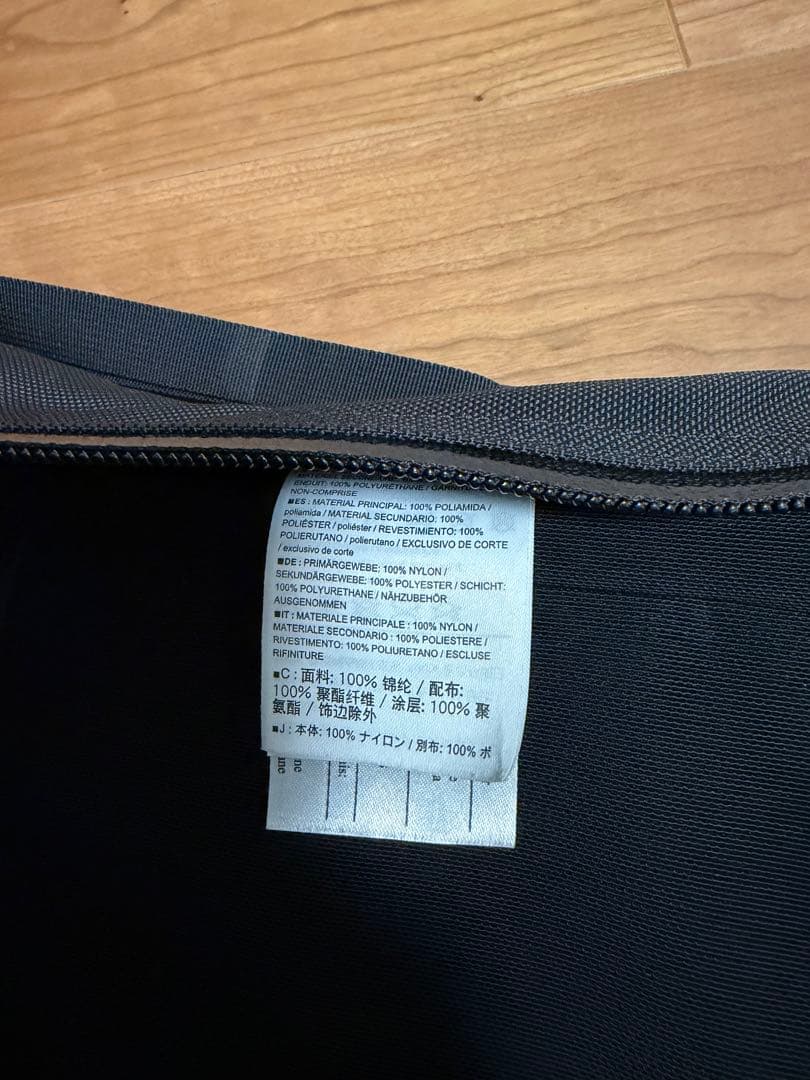 ENDUIT: 100% POLYURETHANE / GARNITURE
NON-COMPRISE
■ES: MATERIAL PRINCIPAL: 100% POLIAMIDA /
poliamida / MATERIAL SECUNDARIO: 100%
POLIÉSTER / poliéster / REVESTIMIENTO: 100%
POLIERUTANO / polierutano / EXCLUSIVO DE CORTE
/ exclusivo de corte
■DE : PRIMÄRGEWEBE: 100% NYLON /
SEKUNDÄRGEWEBE: 100% POLYESTER / SCHICHT:
100% POLYURETHANE / NÄHZUBEHÖR
AUSGENOMMEN
■IT : MATERIALE PRINCIPALE : 100% NYLON /
MATERIALE SECONDARIO : 100% POLIESTERE /
RIVESTIMENTO: 100% POLIURETANO / ESCLUSE
RIFINITURE
■C : 面料: 100% 锦纶 / 配布:
100% 聚酯纤维 / 涂层: 100% 聚
氨酯 / 饰边除外
■J : 本体: 100% ナイロン / 別布: 100% ポ